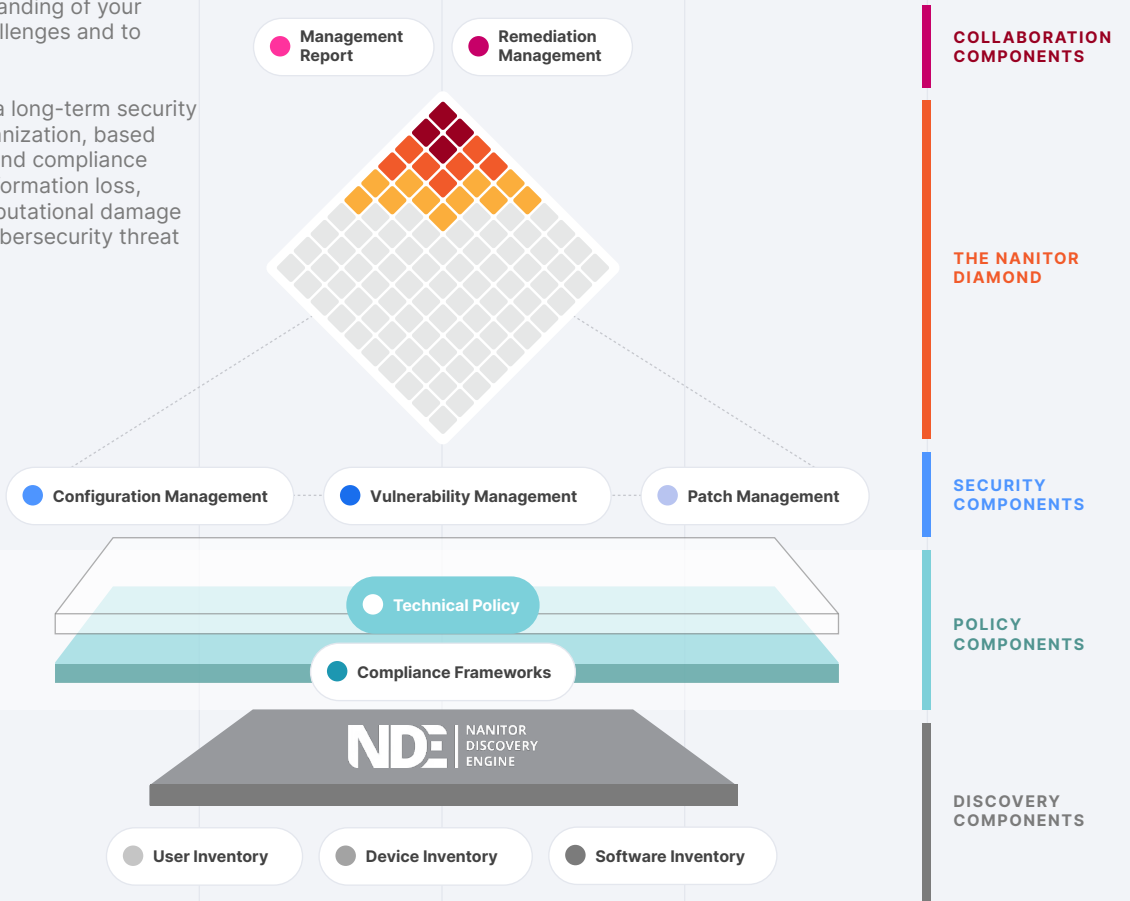 anding of your
llenges and to
a long-term security
nization, based
nd compliance
ormation loss,
putational damage
bersecurity threat
Management
Report
Remediation
Management
COLLABORATION
COMPONENTS
THE NANITOR
DIAMOND
Configuration Management
Vulnerability Management
Patch Management
SECURITY
COMPONENTS
Technical Policy
Compliance Frameworks
POLICY
COMPONENTS
NDE
NANITOR
DISCOVERY
ENGINE
DISCOVERY
COMPONENTS
User Inventory
Device Inventory
Software Inventory